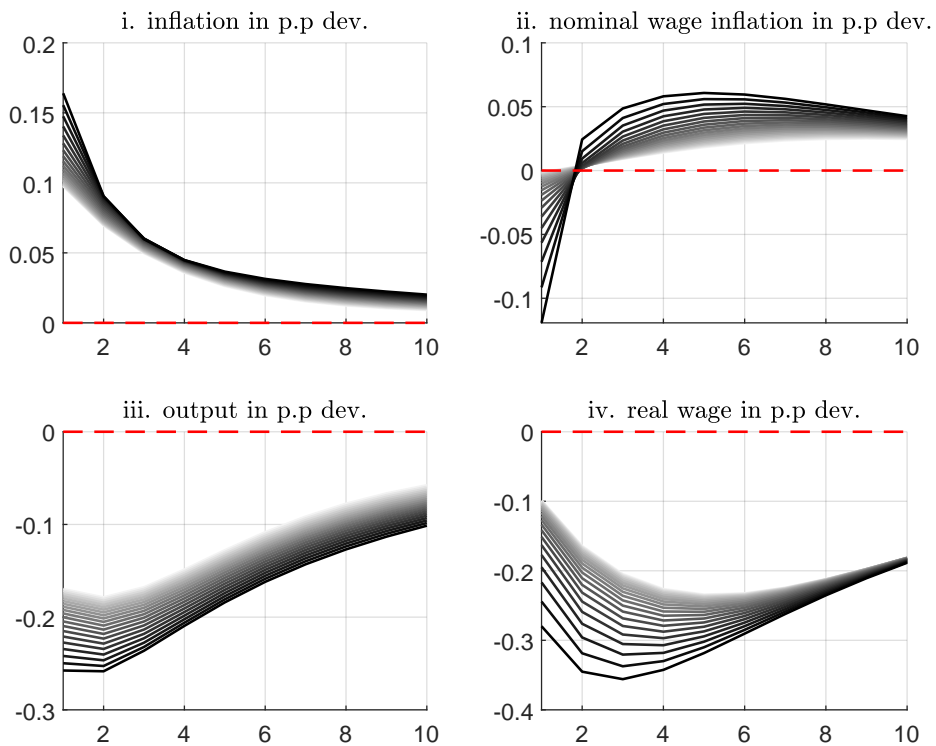 i. inflation in p.p dev.
0.2
0.15
0.1
0.05
0
2 4 6 8 10
ii. nominal wage inflation in p.p dev.
0.1
0.05
0
-0.05
-0.1
2 4 6 8 10
iii. output in p.p dev.
0
-0.1
-0.2
-0.3
2 4 6 8 10
iv. real wage in p.p dev.
0
-0.1
-0.2
-0.3
-0.4
2 4 6 8 10